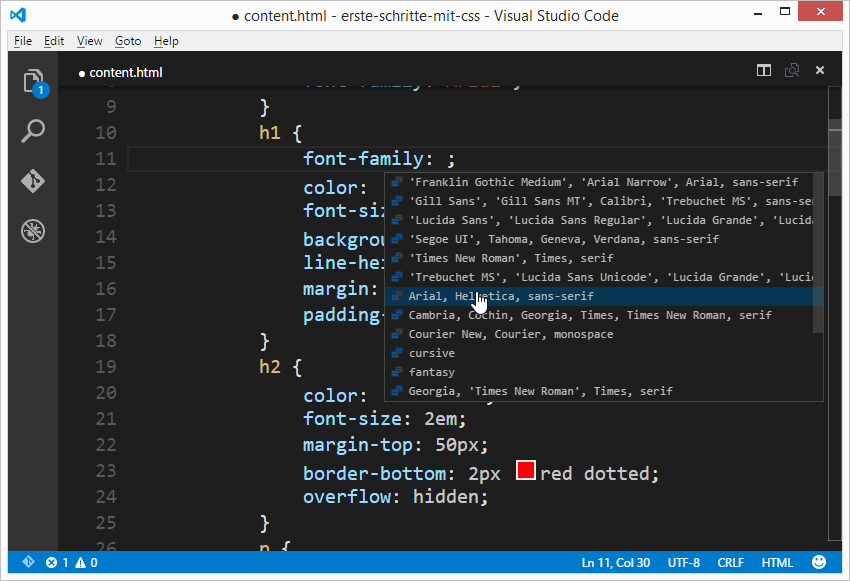 ● content.html - erste-schritte-mit-css - Visual Studio Code
File Edit View Goto Help
● content.html
1
9 }
10 h1 {
11 font-family: ;
'Franklin Gothic Medium', 'Arial Narrow', Arial, sans-serif
12 color:
'Gill Sans', 'Gill Sans MT', Calibri, 'Trebuchet MS', sans-se
13 font-siz
'Lucida Sans', 'Lucida Sans Regular', 'Lucida Grande', 'Lucid
14 backgrou
'Segoe UI', Tahoma, Geneva, Verdana, sans-serif
15 line-hei
'Times New Roman', Times, serif
'Trebuchet MS', 'Lucida Sans Unicode', 'Lucida Grande', 'Luci
16 margin:
Arial, Helvetica, sans-serif
17 padding-
Cambria, Cochin, Georgia, Times, Times New Roman, serif
18 }
Courier New, Courier, monospace
cursive
19 h2 {
fantasy
20 color:
Georgia, 'Times New Roman', Times, serif
21 font-size: 2em;
22 margin-top: 50px;
23 border-bottom: 2px red dotted;
24 overflow: hidden;
25 }
26 p {
1 0 Ln 11, Col 30 UTF-8 CRLF HTML